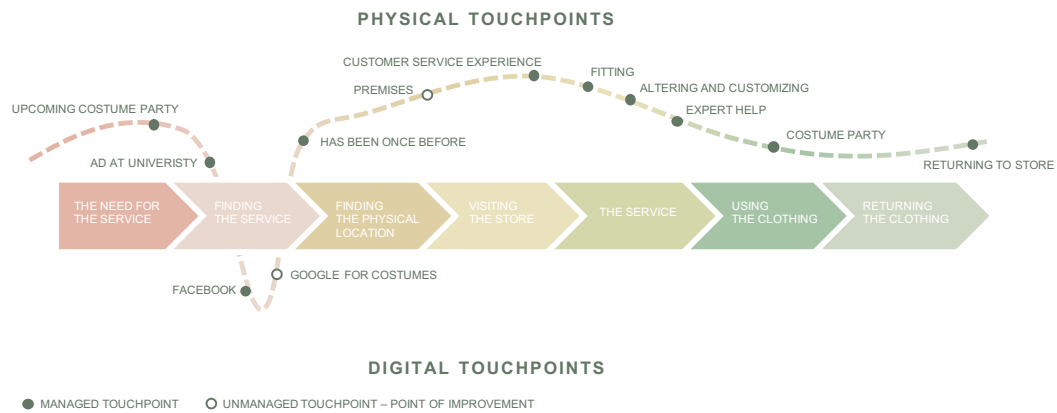 PHYSICAL TOUCHPOINTS
CUSTOMER SERVICE EXPERIENCE
FITTING
PREMISES
ALTERING AND CUSTOMIZING
UPCOMING COSTUME PARTY
EXPERT HELP
HAS BEEN ONCE BEFORE
COSTUME PARTY
AD AT UNIVERISTY
RETURNING TO STORE
THE NEED FOR
THE SERVICE
FINDING
THE SERVICE
FINDING
THE PHYSICAL
LOCATION
VISITING
THE STORE
THE SERVICE
USING
THE CLOTHING
RETURNING
THE CLOTHING
GOOGLE FOR COSTUMES
FACEBOOK
DIGITAL TOUCHPOINTS
MANAGED TOUCHPOINT
UNMANAGED TOUCHPOINT – POINT OF IMPROVEMENT